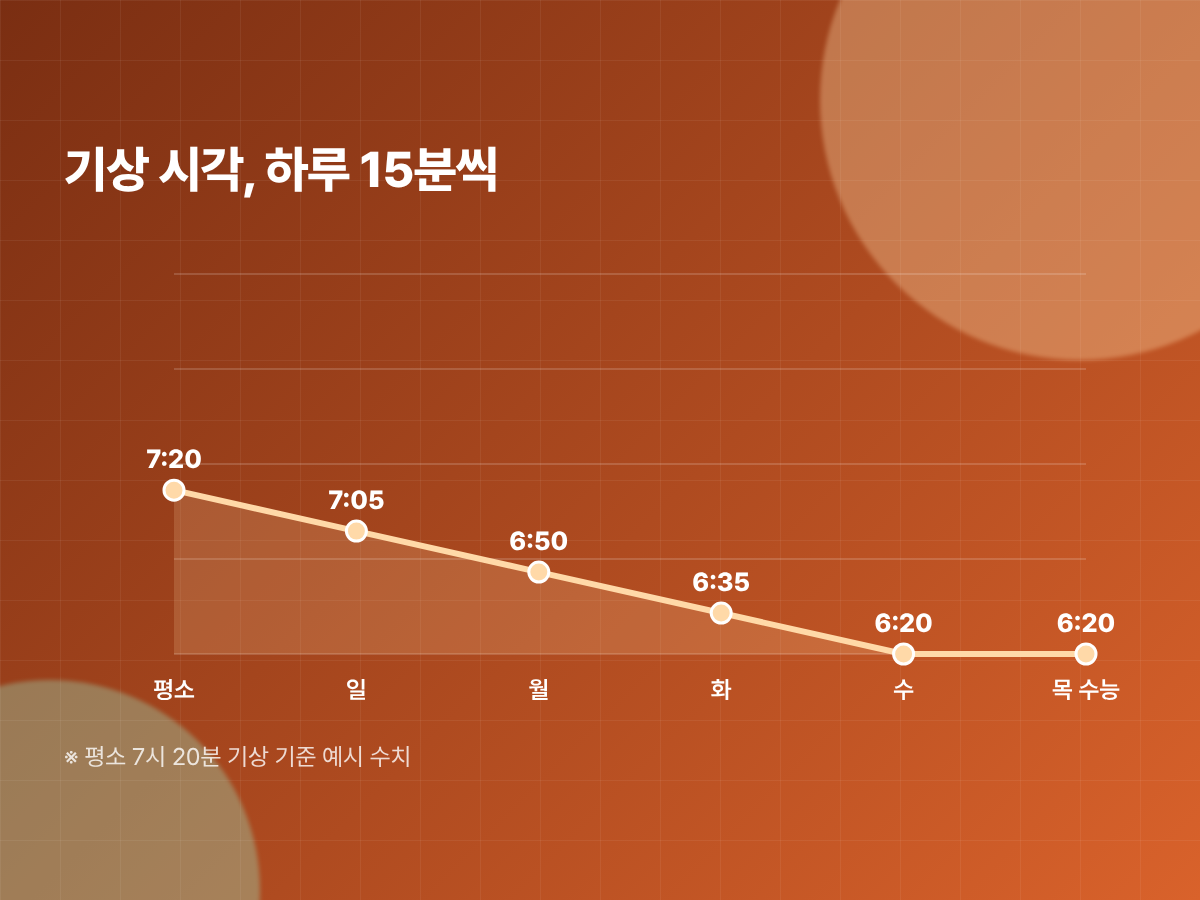 기상 시각, 하루 15분씩
7:20
7:05
6:50
6:35
6:20
6:20
평소
일
월
화
수
목 수능
※ 평소 7시 20분 기상 기준 예시 수치